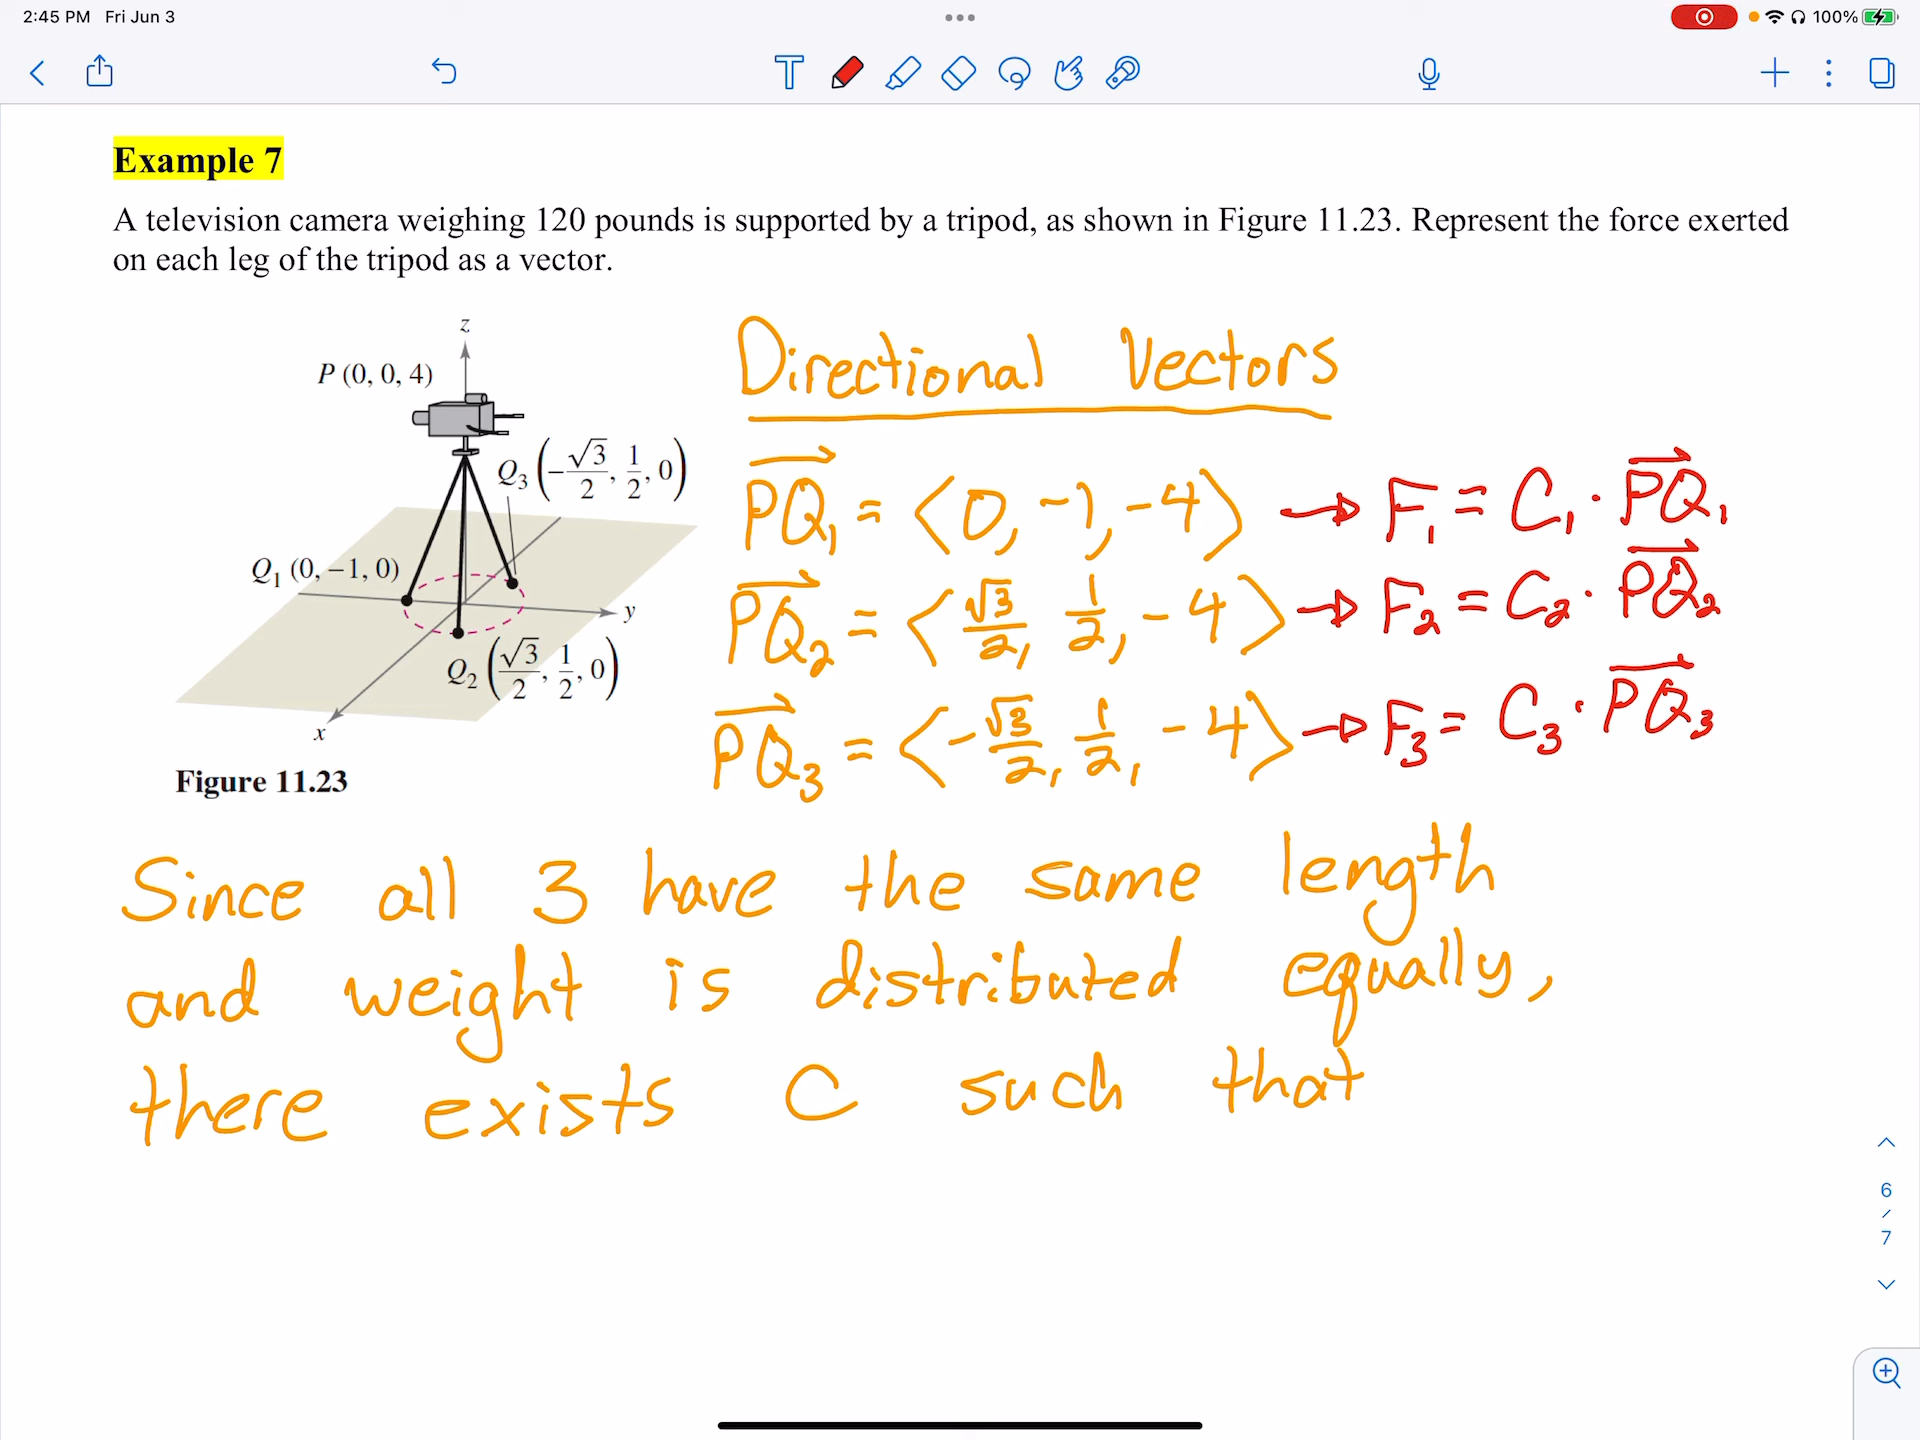 2:45 PM Fri Jun 3
100%
Example 7
A television camera weighing 120 pounds is supported by a tripod, as shown in Figure 11.23. Represent the force exerted
on each leg of the tripod as a vector.
z
P (0, 0, 4)
Q₃ (−√3/2, 1/2, 0)
Q₁ (0, −1, 0)
y
Q₂ (√3/2, 1/2, 0)
x
Figure 11.23
Directional Vectors
PQ₁ = ⟨0, -1, -4⟩ → F₁ = C₁ · PQ₁
PQ₂ = ⟨√3/2, 1/2, -4⟩ → F₂ = C₂ · PQ₂
PQ₃ = ⟨-√3/2, 1/2, -4⟩ → F₃ = C₃ · PQ₃
Since all 3 have the same length
and weight is distributed equally,
there exists C such that
6
/
7